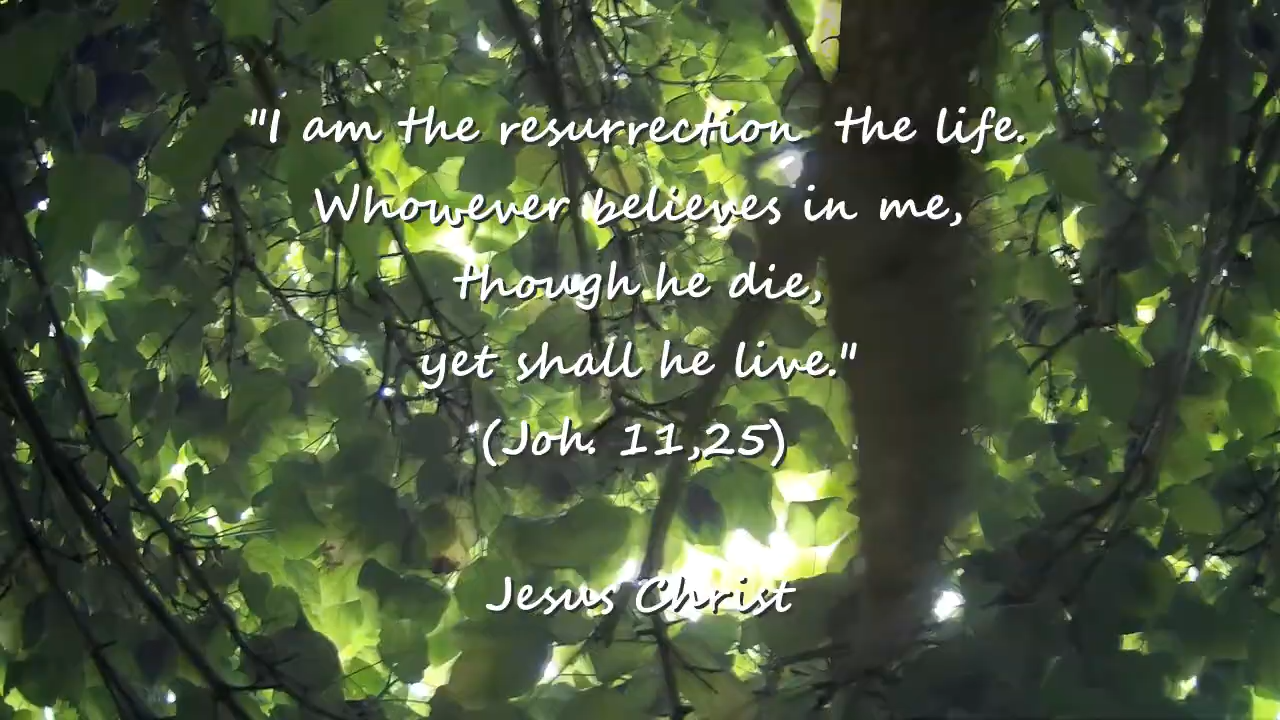 "I am the resurrection  the life.
Whowever believes in me,
though he die,
yet shall he live."
(Joh. 11,25)
Jesus Christ